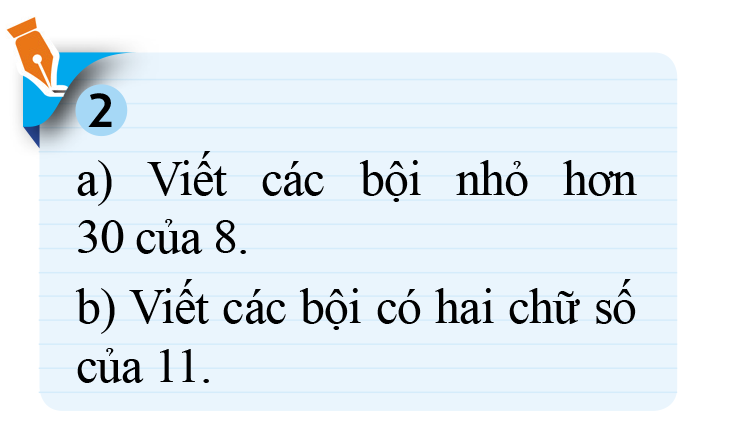 2
a) Viết các bội nhỏ hơn
30 của 8.
b) Viết các bội có hai chữ số
của 11.